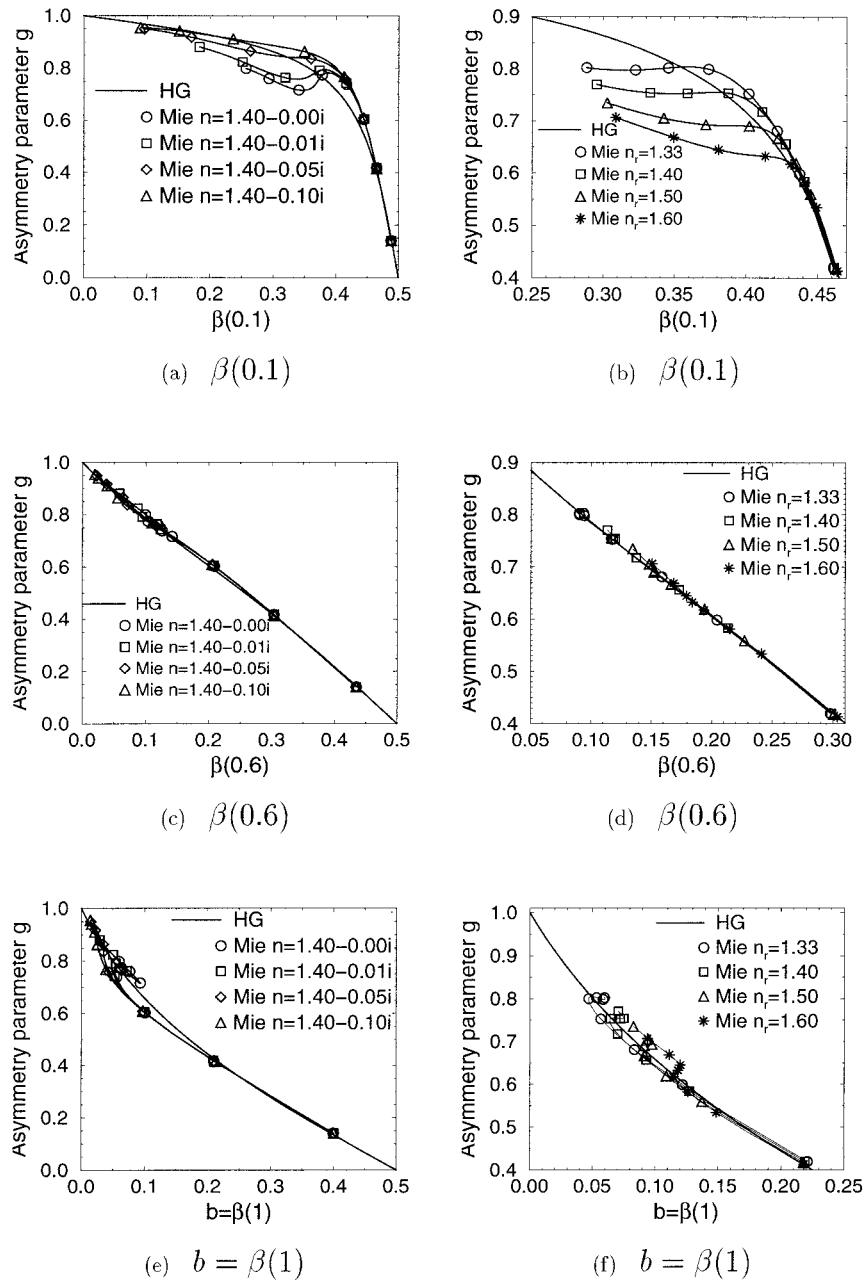 1.0
0.8
0.6
0.4
0.2
0.0
Asymmetry parameter g
HG
Mie n=1.40−0.00i
Mie n=1.40−0.01i
Mie n=1.40−0.05i
Mie n=1.40−0.10i
0.0 0.1 0.2 0.3 0.4 0.5
β(0.1)
(a) β(0.1)
0.9
0.8
0.7
0.6
0.5
0.4
Asymmetry parameter g
HG
Mie nr=1.33
Mie nr=1.40
Mie nr=1.50
Mie nr=1.60
0.25 0.30 0.35 0.40 0.45
β(0.1)
(b) β(0.1)
1.0
0.8
0.6
0.4
0.2
0.0
Asymmetry parameter g
HG
Mie n=1.40−0.00i
Mie n=1.40−0.01i
Mie n=1.40−0.05i
Mie n=1.40−0.10i
0.0 0.1 0.2 0.3 0.4 0.5
β(0.6)
(c) β(0.6)
0.9
0.8
0.7
0.6
0.5
0.4
Asymmetry parameter g
HG
Mie nr=1.33
Mie nr=1.40
Mie nr=1.50
Mie nr=1.60
0.05 0.10 0.15 0.20 0.25 0.30
β(0.6)
(d) β(0.6)
1.0
0.8
0.6
0.4
0.2
0.0
Asymmetry parameter g
HG
Mie n=1.40−0.00i
Mie n=1.40−0.01i
Mie n=1.40−0.05i
Mie n=1.40−0.10i
0.0 0.1 0.2 0.3 0.4 0.5
b=β(1)
(e) b = β(1)
1.0
0.9
0.8
0.7
0.6
0.5
0.4
Asymmetry parameter g
HG
Mie nr=1.33
Mie nr=1.40
Mie nr=1.50
Mie nr=1.60
0.00 0.05 0.10 0.15 0.20 0.25
b=β(1)
(f) b = β(1)